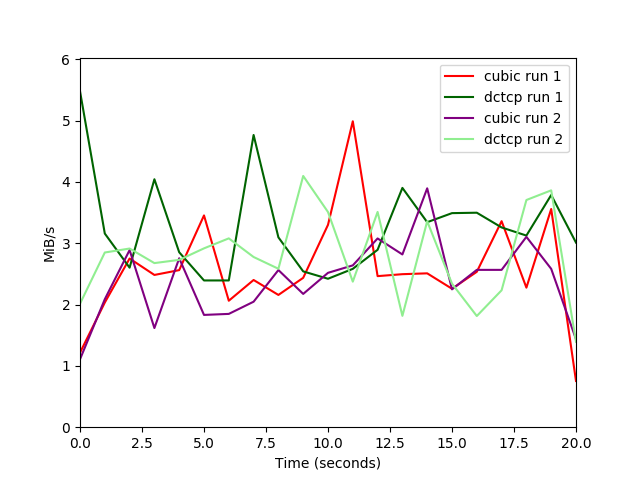 6
5
4
3
2
1
0
MiB/s
cubic run 1
dctcp run 1
cubic run 2
dctcp run 2
0.0 2.5 5.0 7.5 10.0 12.5 15.0 17.5 20.0
Time (seconds)